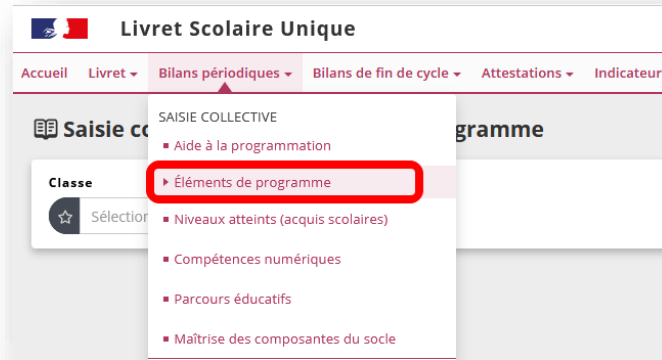 Livret Scolaire Unique
Accueil Livret Bilans périodiques Bilans de fin de cycle Attestations Indicateur
SAISIE COLLECTIVE
Saisie co gramme
Aide à la programmation
Classe
Éléments de programme
Sélection
Niveaux atteints (acquis scolaires)
Compétences numériques
Parcours éducatifs
Maîtrise des composantes du socle